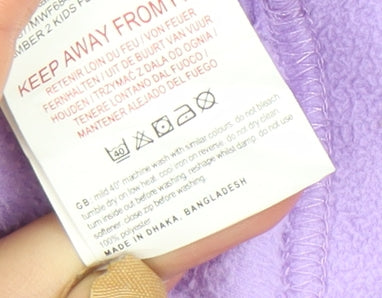 KEEP AWAY FROM
RETENIR LOIN DU FEU / VON FEUER
FERNHALTEN / UIT DE BUURT VAN VUUR
HOUDEN / TRZYMAĆ Z DALA OD OGNIA /
TENERE LONTANO DAL FUOCO /
MANTENER ALEJADO DEL FUEGO
40
GB: mild 40° machine wash with similar colours. do not bleach
tumble dry on low heat. cool iron on reverse. do not dry clean.
turn inside out before washing. reshape whilst damp. do not use
softener. close zip before washing.
100% polyester
MADE IN DHAKA, BANGLADESH